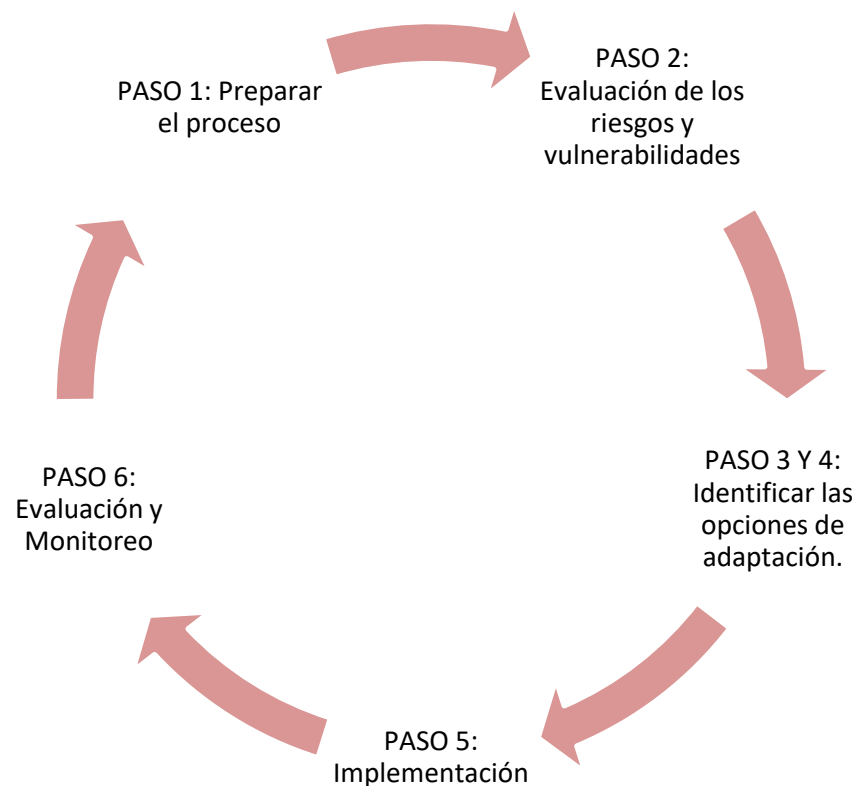 PASO 1: Preparar
el proceso
PASO 2:
Evaluación de los
riesgos y
vulnerabilidades
PASO 3 Y 4:
Identificar las
opciones de
adaptación.
PASO 5:
Implementación
PASO 6:
Evaluación y
Monitoreo